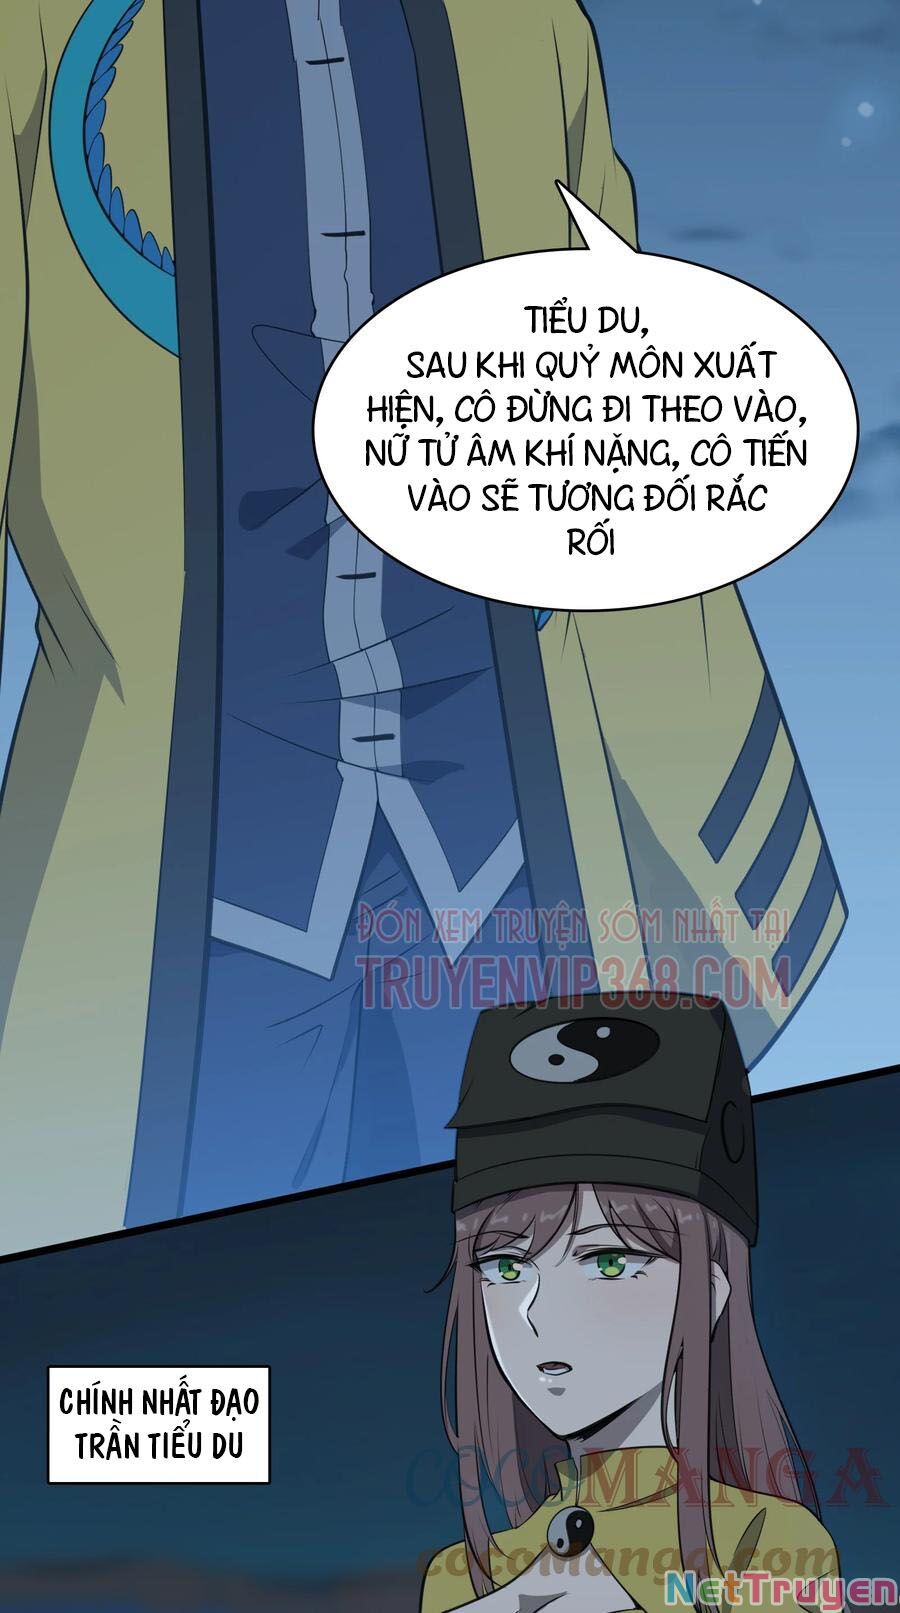 TIỂU DU,
SAU KHI QUỶ MÔN XUẤT
HIỆN, CÔ ĐỪNG ĐI THEO VÀO,
NỮ TỬ ÂM KHÍ NẶNG, CÔ TIẾN
VÀO SẼ TƯƠNG ĐỐI RẮC
RỐI
ĐÓN XEM TRUYỆN SỚM NHẤT TẠI
TRUYENVIP368.COM
CHÍNH NHẤT ĐẠO
TRẦN TIỂU DU
COCOMANGA
cocomanga.com
NetTruyen